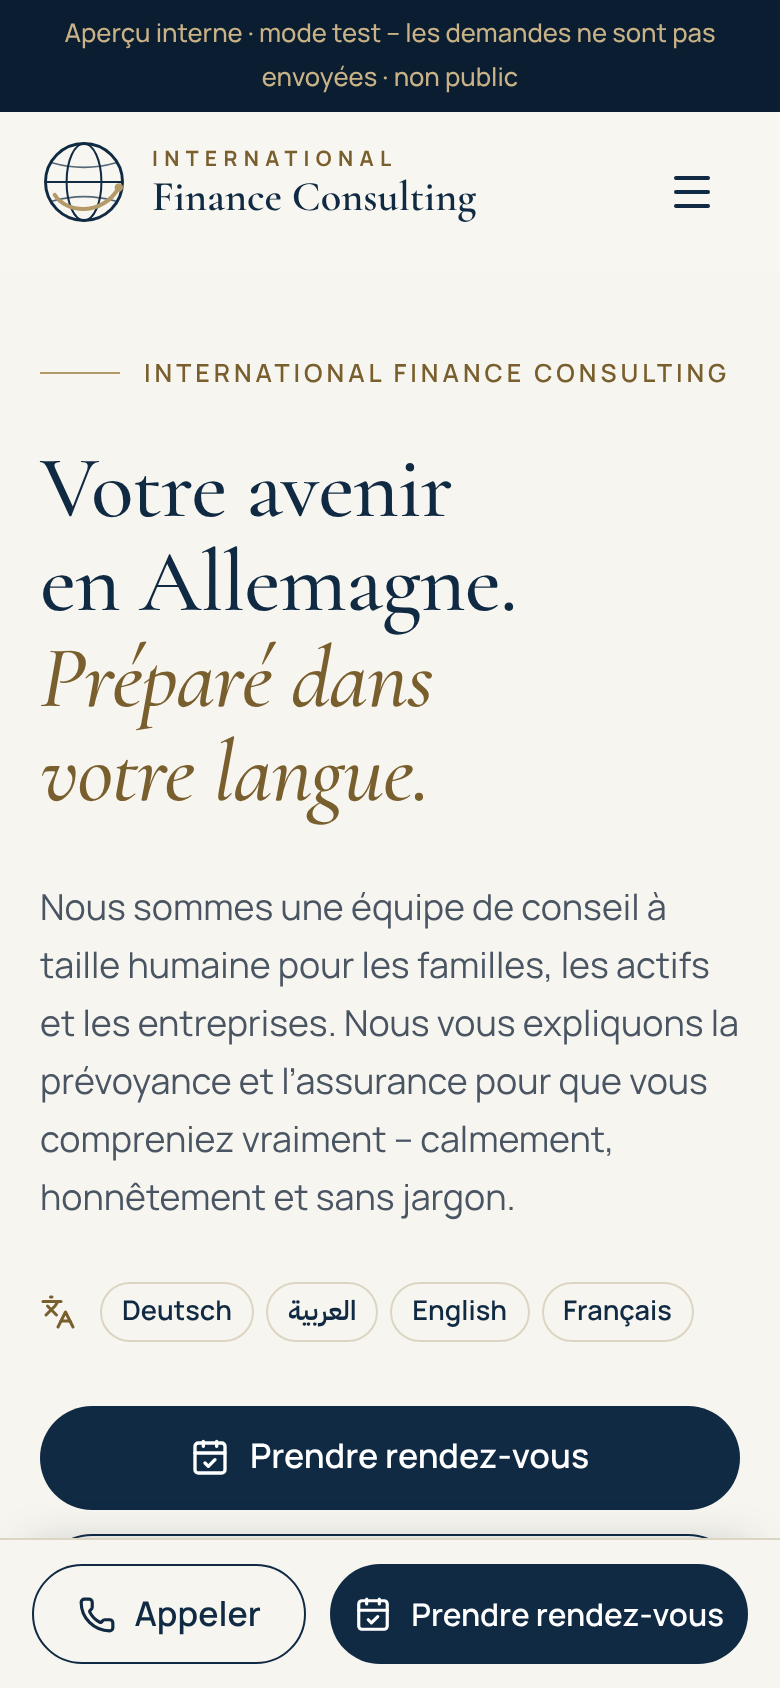 Aperçu interne · mode test – les demandes ne sont pas
envoyées · non public
INTERNATIONAL
Finance Consulting
INTERNATIONAL FINANCE CONSULTING
Votre avenir
en Allemagne.
Préparé dans
votre langue.
Nous sommes une équipe de conseil à
taille humaine pour les familles, les actifs
et les entreprises. Nous vous expliquons la
prévoyance et l’assurance pour que vous
compreniez vraiment – calmement,
honnêtement et sans jargon.
Deutsch العربية English Français
Prendre rendez-vous
Appeler Prendre rendez-vous